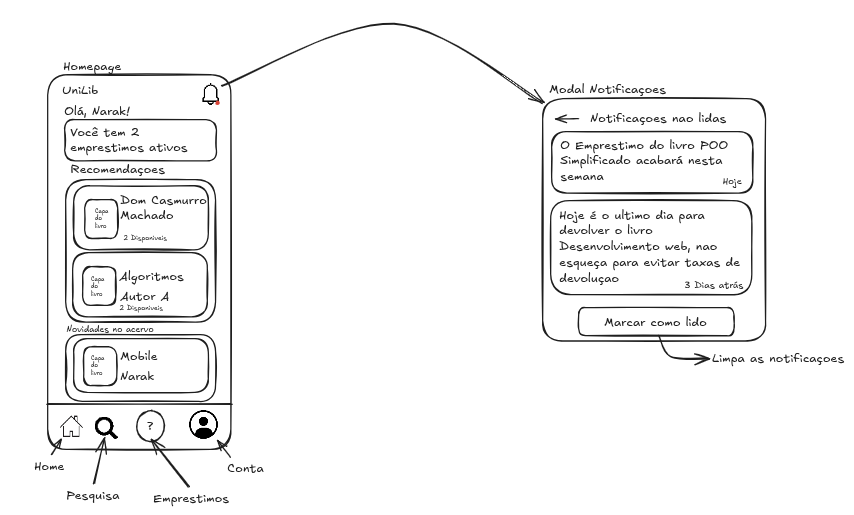 Homepage
UniLib
Olá, Narak!
Você tem 2
emprestimos ativos
Recomendaçoes
Capa
do
livro
Dom Casmurro
Machado
2 Disponiveis
Capa
do
livro
Algoritmos
Autor A
2 Disponiveis
Novidades no acervo
Capa
do
livro
Mobile
Narak
?
Home
Pesquisa
Emprestimos
Conta
Modal Notificaçoes
Notificaçoes nao lidas
O Emprestimo do livro POO
Simplificado acabará nesta
semana
Hoje
Hoje é o ultimo dia para
devolver o livro
Desenvolvimento web, nao
esqueça para evitar taxas de
devoluçao
3 Dias atrás
Marcar como lido
Limpa as notificaçoes